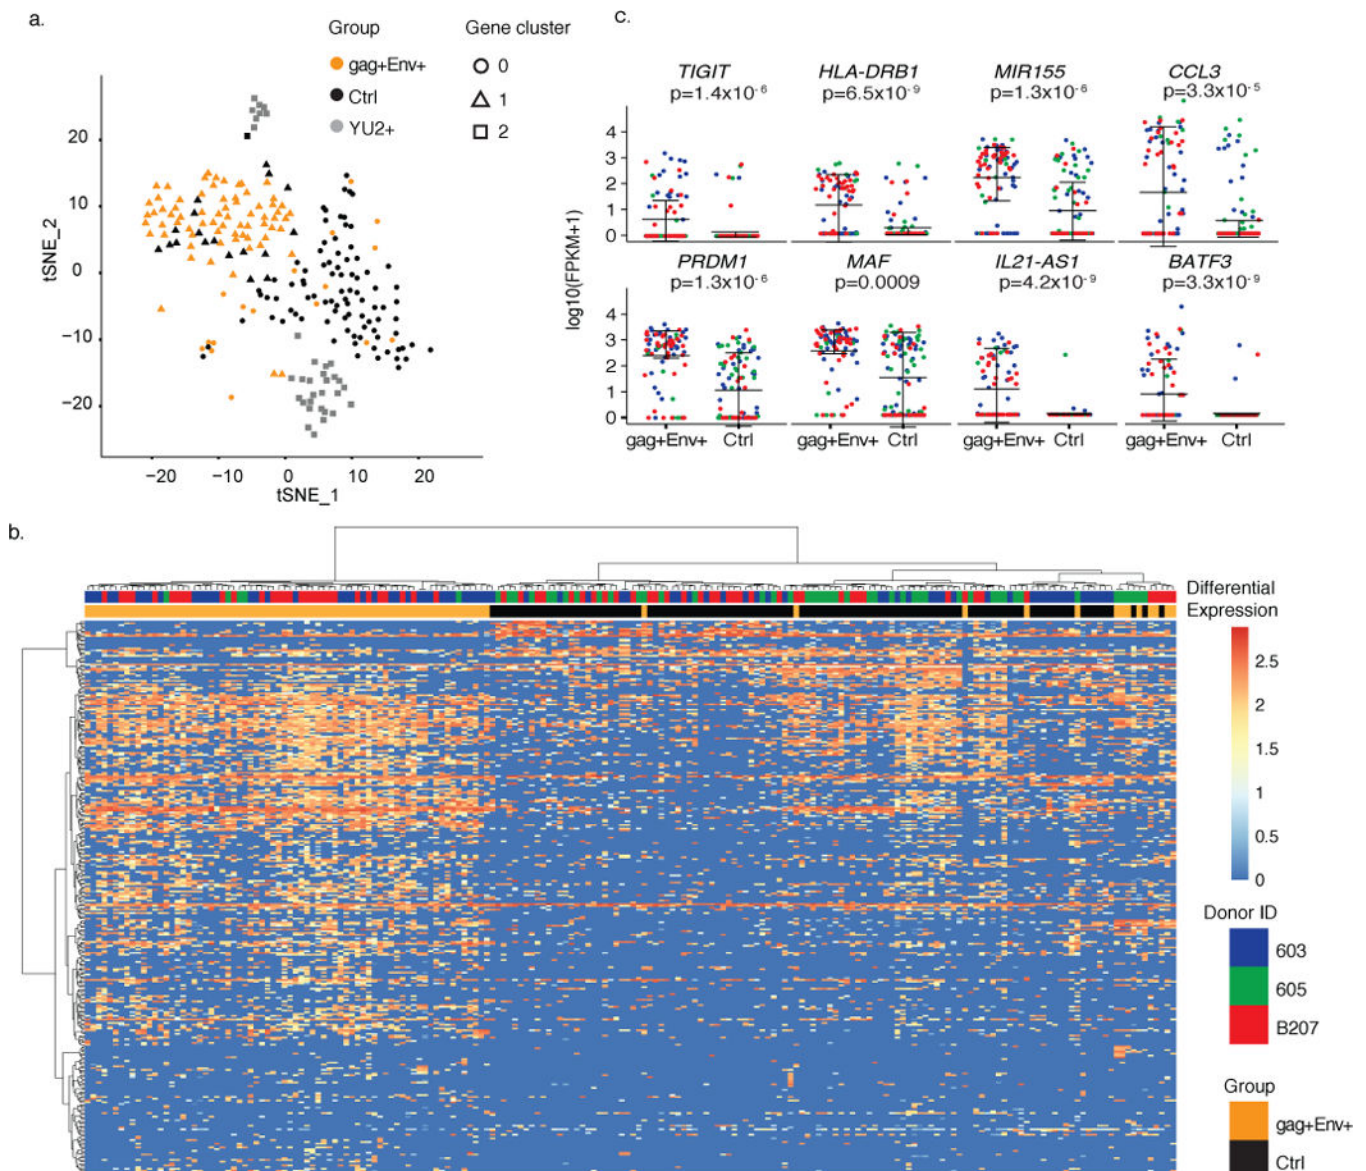 a.
Group
gag+Env+
Ctrl
YU2+
Gene cluster
0
1
2
20
10
0
−10
−20
tSNE_2
−20 −10 0 10 20
tSNE_1
c.
TIGIT
p=1.4x10⁻⁶
HLA-DRB1
p=6.5x10⁻⁹
MIR155
p=1.3x10⁻⁶
CCL3
p=3.3x10⁻⁵
4
3
2
1
0
log10(FPKM+1)
PRDM1
p=1.3x10⁻⁶
MAF
p=0.0009
IL21-AS1
p=4.2x10⁻⁹
BATF3
p=3.3x10⁻⁹
4
3
2
1
0
gag+Env+ Ctrl gag+Env+ Ctrl gag+Env+ Ctrl gag+Env+ Ctrl
b.
Differential
Expression
2.5
2
1.5
1
0.5
0
Donor ID
603
605
B207
Group
gag+Env+
Ctrl